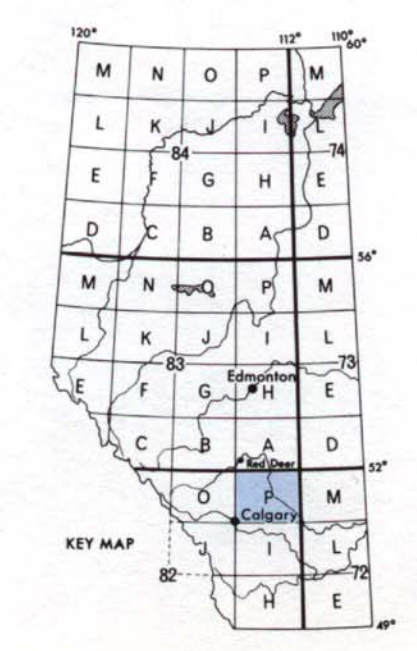 120° 112° 110°
60°
M N O P M
L K J I L
84 74
E F G H E
D C B A D
56°
M N O P M
L K J I L
83 73
Edmonton
E F G H E
C B A D
Red Deer
52°
O P M
Calgary
KEY MAP
J I L
82 72
H E
49°